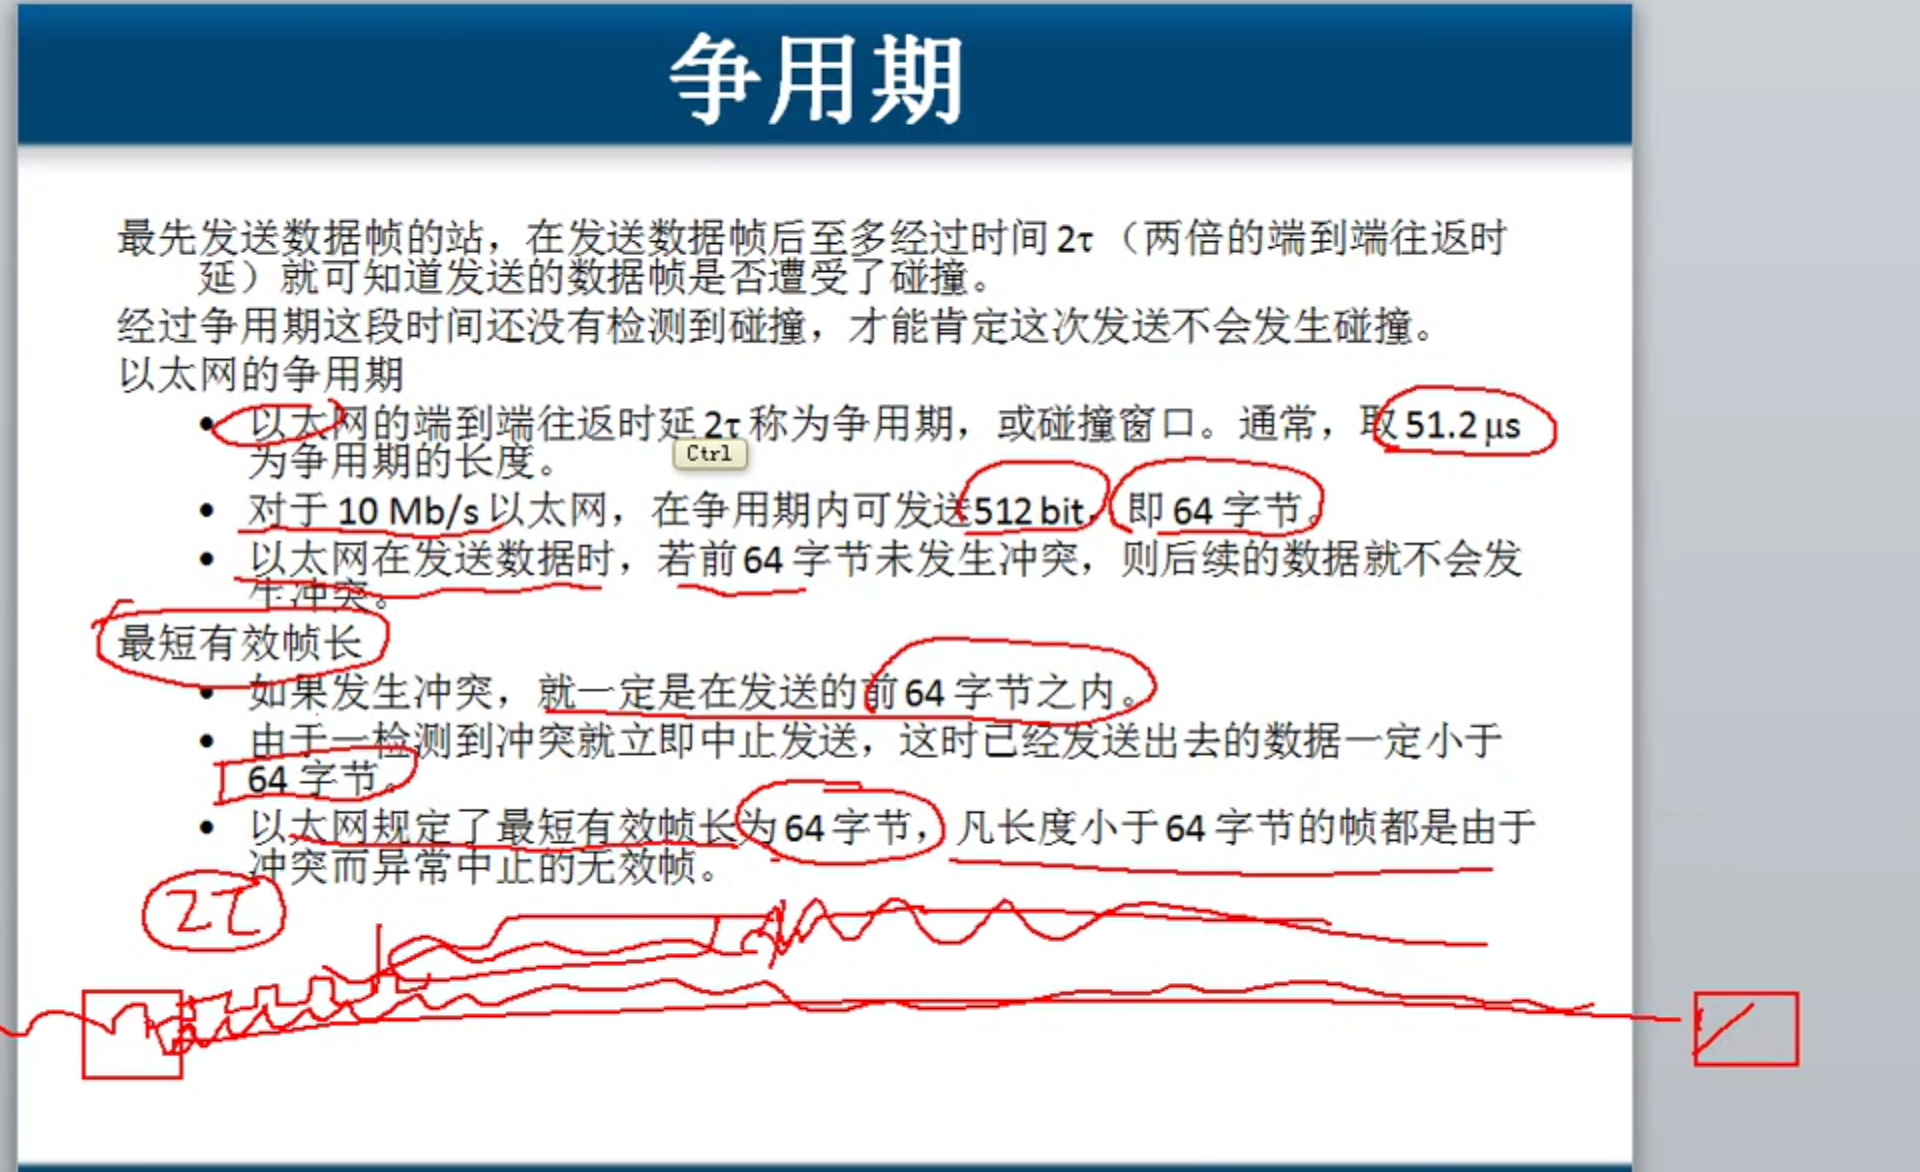 争用期
最先发送数据帧的站，在发送数据帧后至多经过时间 2τ （两倍的端到端往返时
延）就可知道发送的数据帧是否遭受了碰撞。
经过争用期这段时间还没有检测到碰撞，才能肯定这次发送不会发生碰撞。
以太网的争用期
• 以太网的端到端往返时延 2τ 称为争用期，或碰撞窗口。通常，取 51.2 μs
Ctrl
为争用期的长度。
• 对于 10 Mb/s 以太网，在争用期内可发送512 bit，即 64 字节。
• 以太网在发送数据时，若前 64 字节未发生冲突，则后续的数据就不会发
生冲突。
最短有效帧长
• 如果发生冲突，就一定是在发送的前 64 字节之内。
• 由于一检测到冲突就立即中止发送，这时已经发送出去的数据一定小于
64 字节。
• 以太网规定了最短有效帧长为 64 字节，凡长度小于 64 字节的帧都是由于
冲突而异常中止的无效帧。
2τ